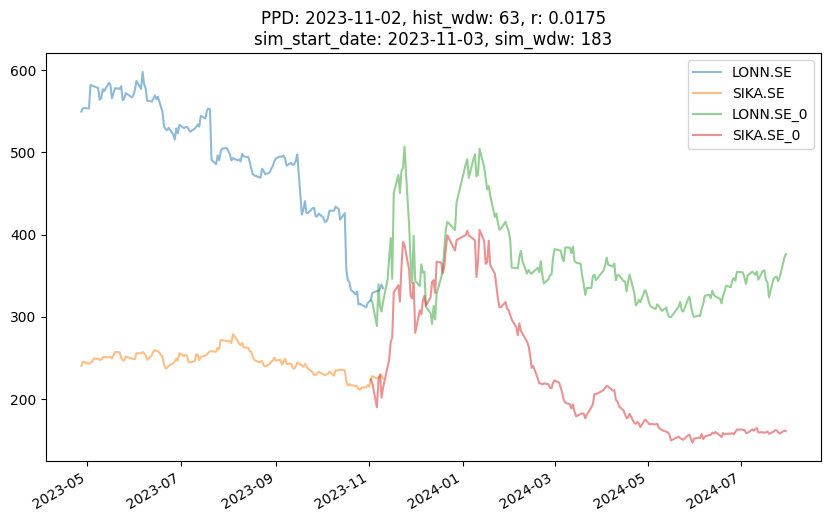 PPD: 2023-11-02, hist_wdw: 63, r: 0.0175
sim_start_date: 2023-11-03, sim_wdw: 183
LONN.SE
SIKA.SE
LONN.SE_0
SIKA.SE_0
600
500
400
300
200
2023-05
2023-07
2023-09
2023-11
2024-01
2024-03
2024-05
2024-07